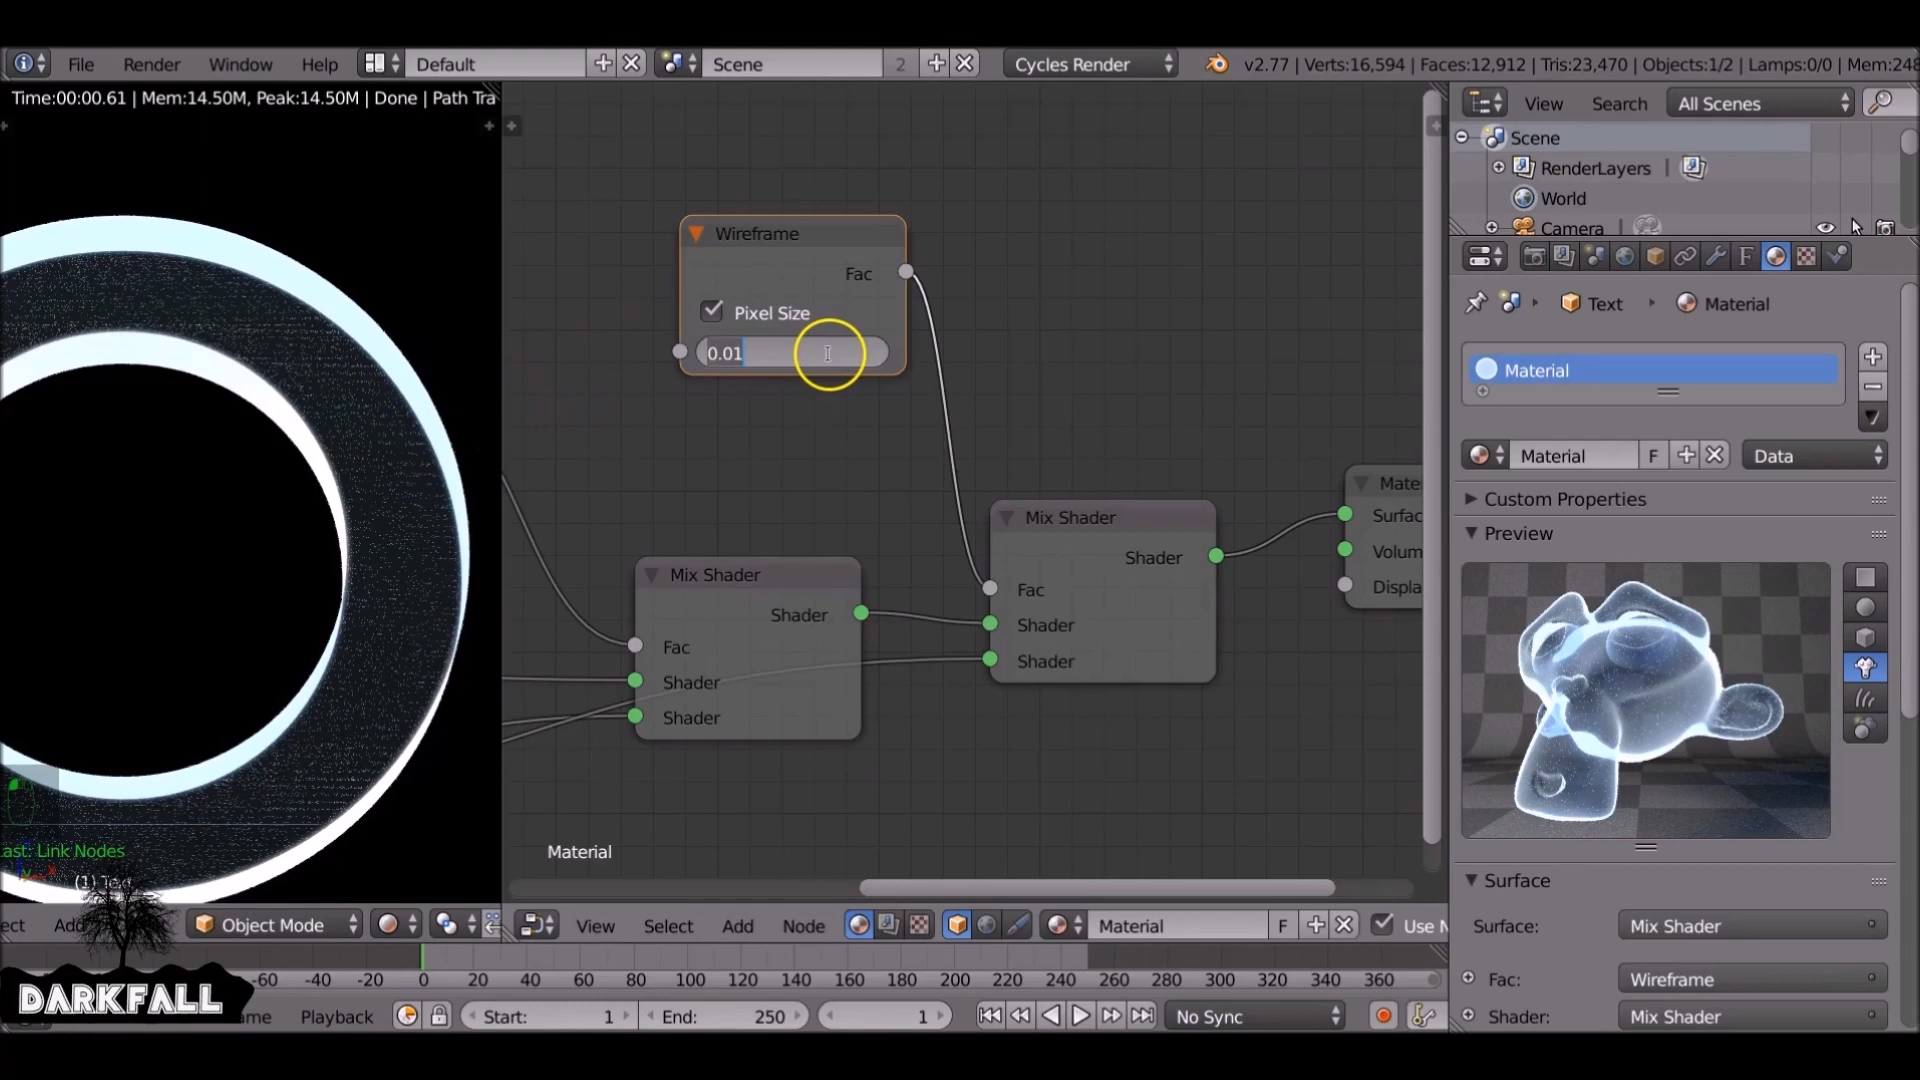 File Render Window Help Default Scene 2 Cycles Render v2.77 | Verts:16,594 | Faces:12,912 | Tris:23,470 | Objects:1/2 | Lamps:0/0 | Mem:248
Time:00:00.61 | Mem:14.50M, Peak:14.50M | Done | Path Tra
View Search All Scenes
Scene
RenderLayers
World
Camera
Wireframe
Fac
Pixel Size
0.01
Text Material
Material
Material F Data
Custom Properties
Preview
Mate
Surfac
Volum
Displa
Mix Shader
Shader
Fac
Shader
Shader
Mix Shader
Shader
Fac
Shader
Shader
Material
ast: Link Nodes
Surface
Surface: Mix Shader
Fac: Wireframe
Shader: Mix Shader
ect Add Object Mode View Select Add Node Material F Use N
-60 -40 -20 0 20 40 60 80 100 120 140 160 180 200 220 240 260 280 300 320 340 360
DARKFALL
me Playback Start: 1 End: 250 1 No Sync